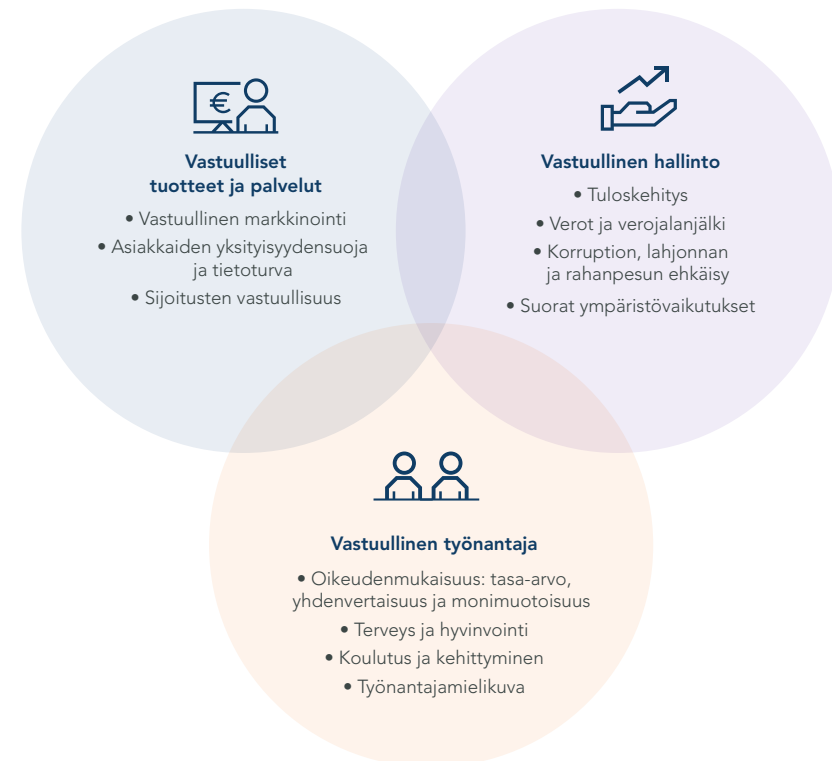 €
Vastuulliset
tuotteet ja palvelut
• Vastuullinen markkinointi
• Asiakkaiden yksityisyydensuoja
ja tietoturva
• Sijoitusten vastuullisuus
Vastuullinen hallinto
• Tuloskehitys
• Verot ja verojalanjälki
• Korruption, lahjonnan
ja rahanpesun ehkäisy
• Suorat ympäristövaikutukset
Vastuullinen työnantaja
• Oikeudenmukaisuus: tasa-arvo,
yhdenvertaisuus ja monimuotoisuus
• Terveys ja hyvinvointi
• Koulutus ja kehittyminen
• Työnantajamielikuva